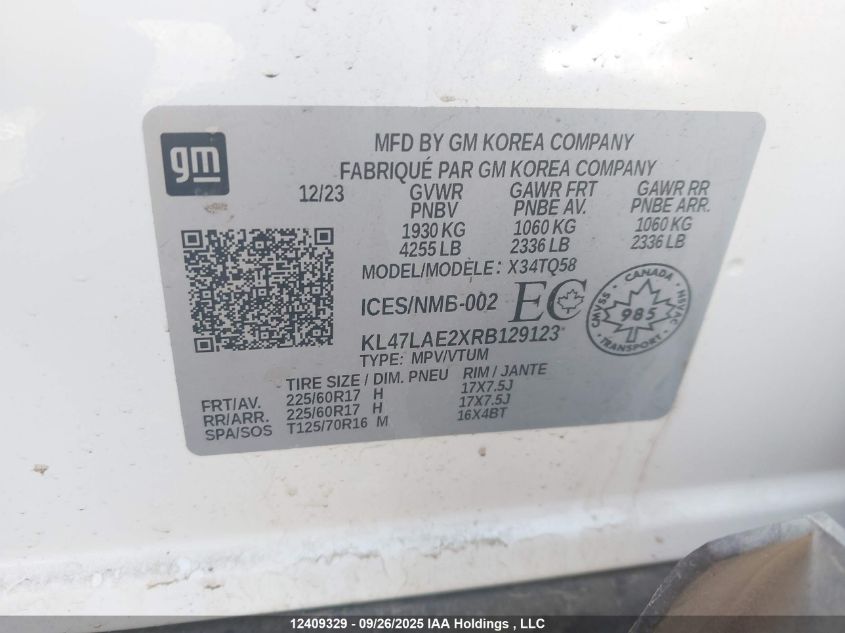 gm
MFD BY GM KOREA COMPANY
FABRIQUÉ PAR GM KOREA COMPANY
12/23 GVWR GAWR FRT GAWR RR
PNBV PNBE AV. PNBE ARR.
1930 KG 1060 KG 1060 KG
4255 LB 2336 LB 2336 LB
MODEL/MODELE: X34TQ58
ICES/NMB-002 EC
CANADA CMVSS 985 NSVAC TRANSPORT
KL47LAE2XRB129123*
TYPE: MPV/VTUM
TIRE SIZE / DIM. PNEU RIM / JANTE
FRT/AV. 225/60R17 H 17X7.5J
RR/ARR. 225/60R17 H 17X7.5J
SPA/SOS T125/70R16 M 16X4BT
12409329 - 09/26/2025 IAA Holdings , LLC